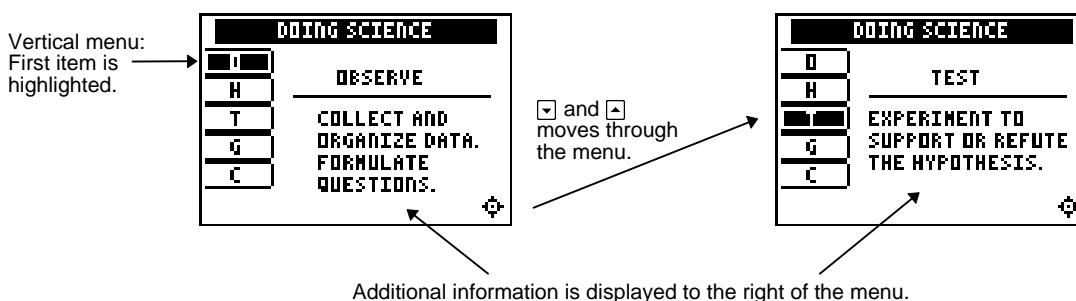 Vertical menu:
First item is
highlighted.
DOING SCIENCE
H
T
G
C
OBSERVE
COLLECT AND
ORGANIZE DATA.
FORMULATE
QUESTIONS.
and
moves through
the menu.
DOING SCIENCE
O
H
T
G
C
TEST
EXPERIMENT TO
SUPPORT OR REFUTE
THE HYPOTHESIS.
Additional information is displayed to the right of the menu.